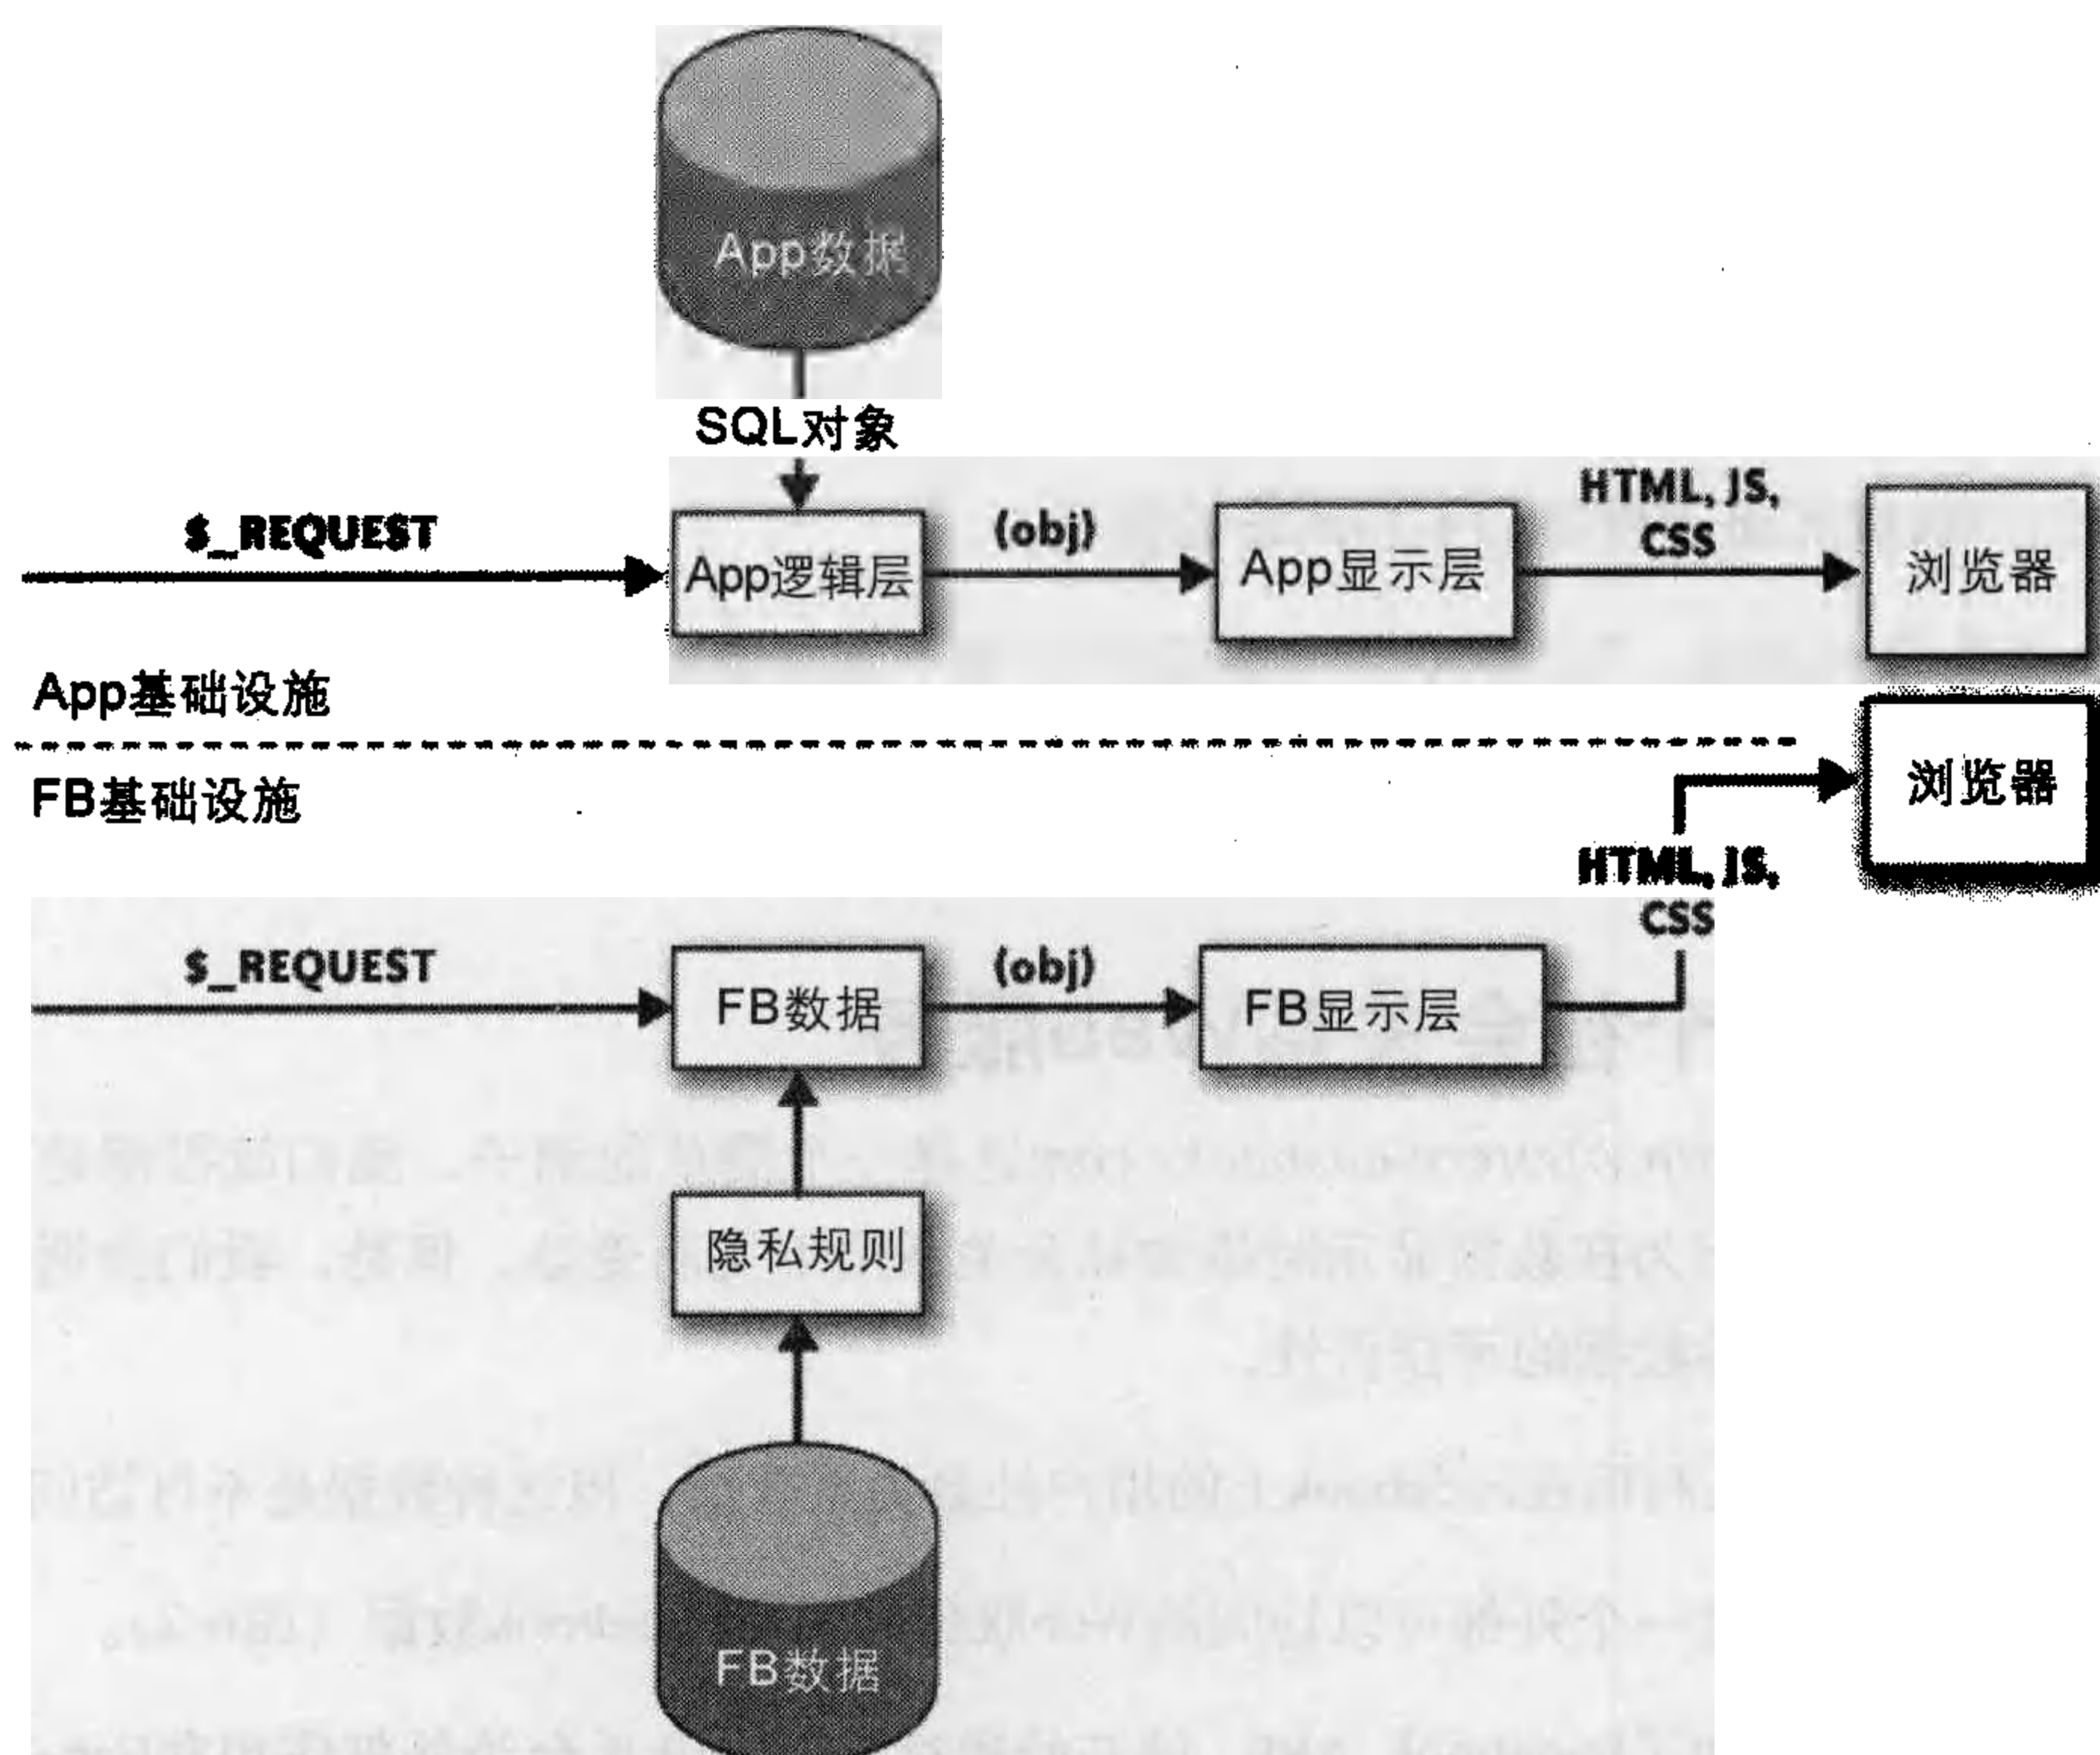 App数据
SQL对象
$_REQUEST
App逻辑层
(obj)
App显示层
HTML, JS,
CSS
浏览器
App基础设施
FB基础设施
浏览器
HTML, JS,
CSS
$_REQUEST
FB数据
(obj)
FB显示层
隐私规则
FB数据